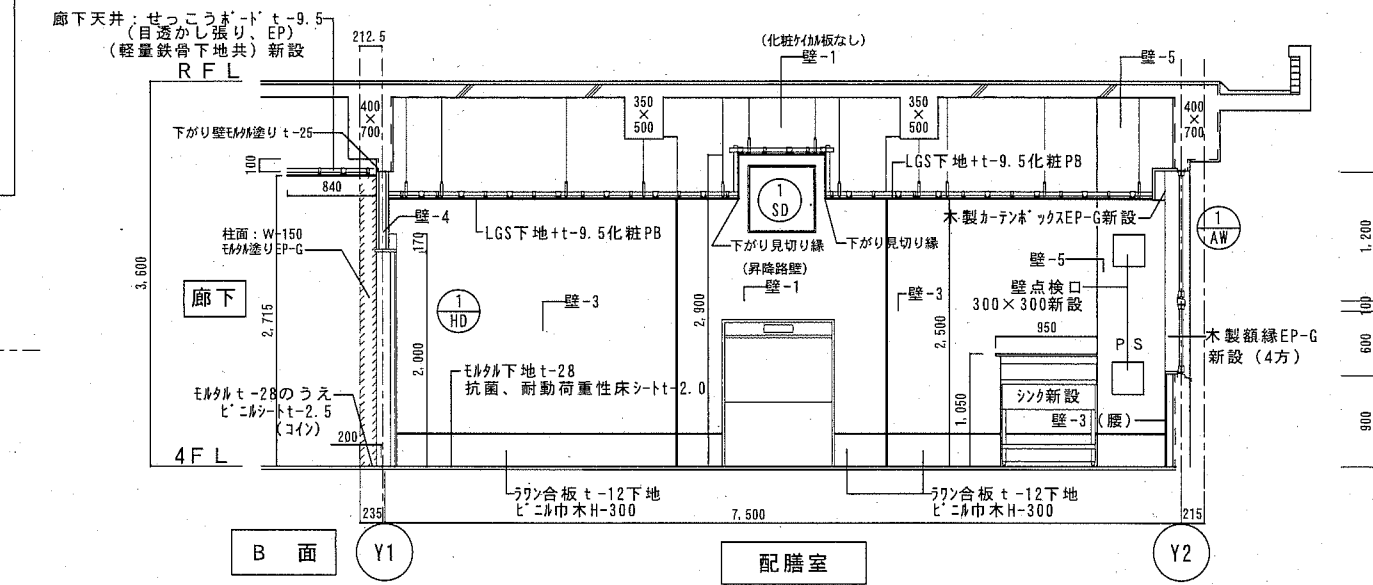 廊下天井：せっこうボード t-9.5
(目透かし張り、EP)
(軽量鉄骨下地共) 新設
212.5
(化粧ケイカル板なし)
壁-1
壁-5
RFL
400
×
700
350
×
500
350
×
500
400
×
700
下がり壁モルタル塗り t-25
100
840
LGS下地+t-9.5化粧PB
1
SD
壁-4
木製カーテンボックスEP-G新設
1
AW
170
LGS下地+t-9.5化粧PB
下がり見切り縁
下がり見切り縁
柱面：W-150
モルタル塗りEP-G
3,600
廊下
2,715
1
HD
壁-3
(昇降路壁)
壁-1
壁-3
壁-5
壁点検口
300×300新設
1,200
100
600
900
2,000
2,900
2,500
950
PS
木製額縁EP-G
新設 (4方)
モルタル下地t-28
抗菌、耐動荷重性床シートt-2.0
モルタル t-28のうえ
ビニルシートt-2.5
(コイン)
200
1,050
シンク新設
壁-3 (腰)
4FL
ラワン合板 t-12下地
ビニル巾木H-300
ラワン合板 t-12下地
ビニル巾木H-300
235
7,500
215
B 面
Y1
配膳室
Y2